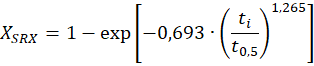 X_SRX = 1 − exp[−0,693 · (t_i / t_0,5)^1,265]